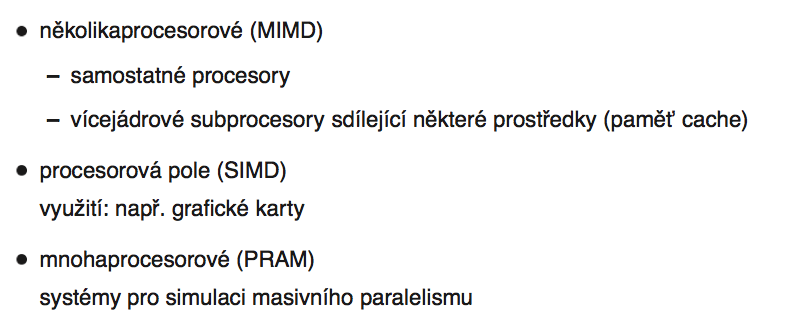 • několikaprocesorové (MIMD)
– samostatné procesory
– vícejádrové subprocesory sdílející některé prostředky (paměť cache)
• procesorová pole (SIMD)
využití: např. grafické karty
• mnohaprocesorové (PRAM)
systémy pro simulaci masivního paralelismu